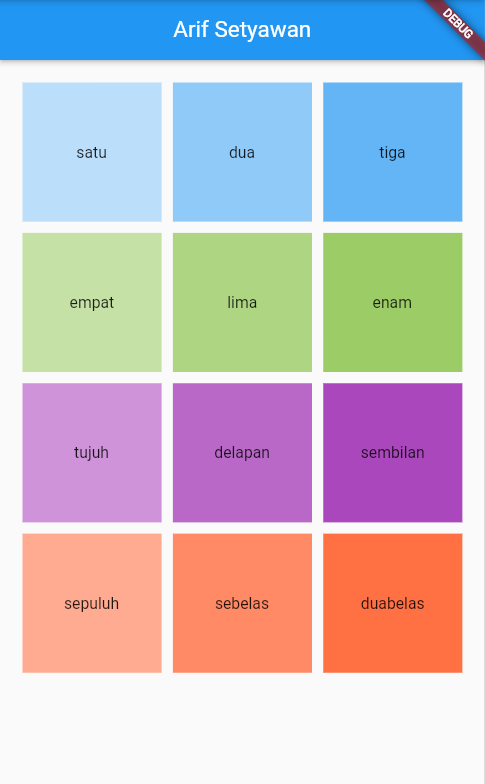 Arif Setyawan
DEBUG
satu
dua
tiga
empat
lima
enam
tujuh
delapan
sembilan
sepuluh
sebelas
duabelas